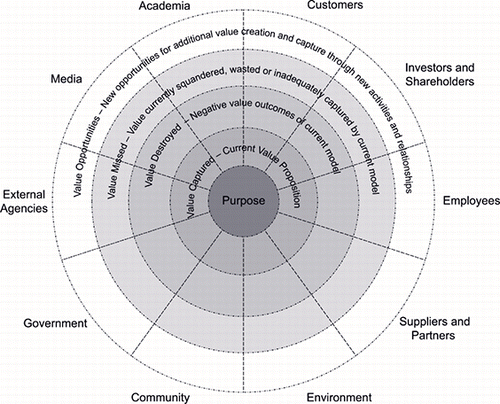 Academia
Customers
Media
Investors and
Shareholders
Value Opportunities – New opportunities for additional value creation and capture through new activities and relationships
Value Missed – Value currently squandered, wasted or inadequately captured by current model
Value Destroyed – Negative value outcomes of current model
Value Captured – Current Value Proposition
Purpose
External
Agencies
Employees
Government
Suppliers and
Partners
Community
Environment